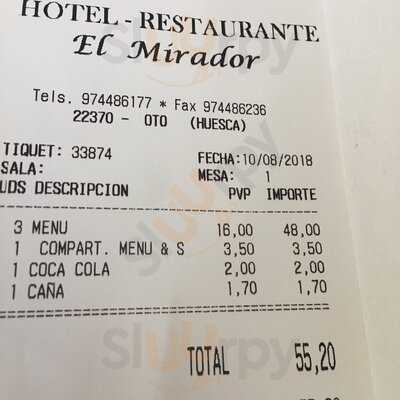 HOTEL - RESTAURANTE
El Mirador
Tels. 974486177 * Fax 974486236
22370 - OTO (HUESCA)
TIQUET: 33874 FECHA:10/08/2018
SALA: MESA: 1
UDS DESCRIPCION PVP IMPORTE
3 MENU 16,00 48,00
1 COMPART. MENU & S 3,50 3,50
1 COCA COLA 2,00 2,00
1 CAÑA 1,70 1,70
TOTAL 55,20